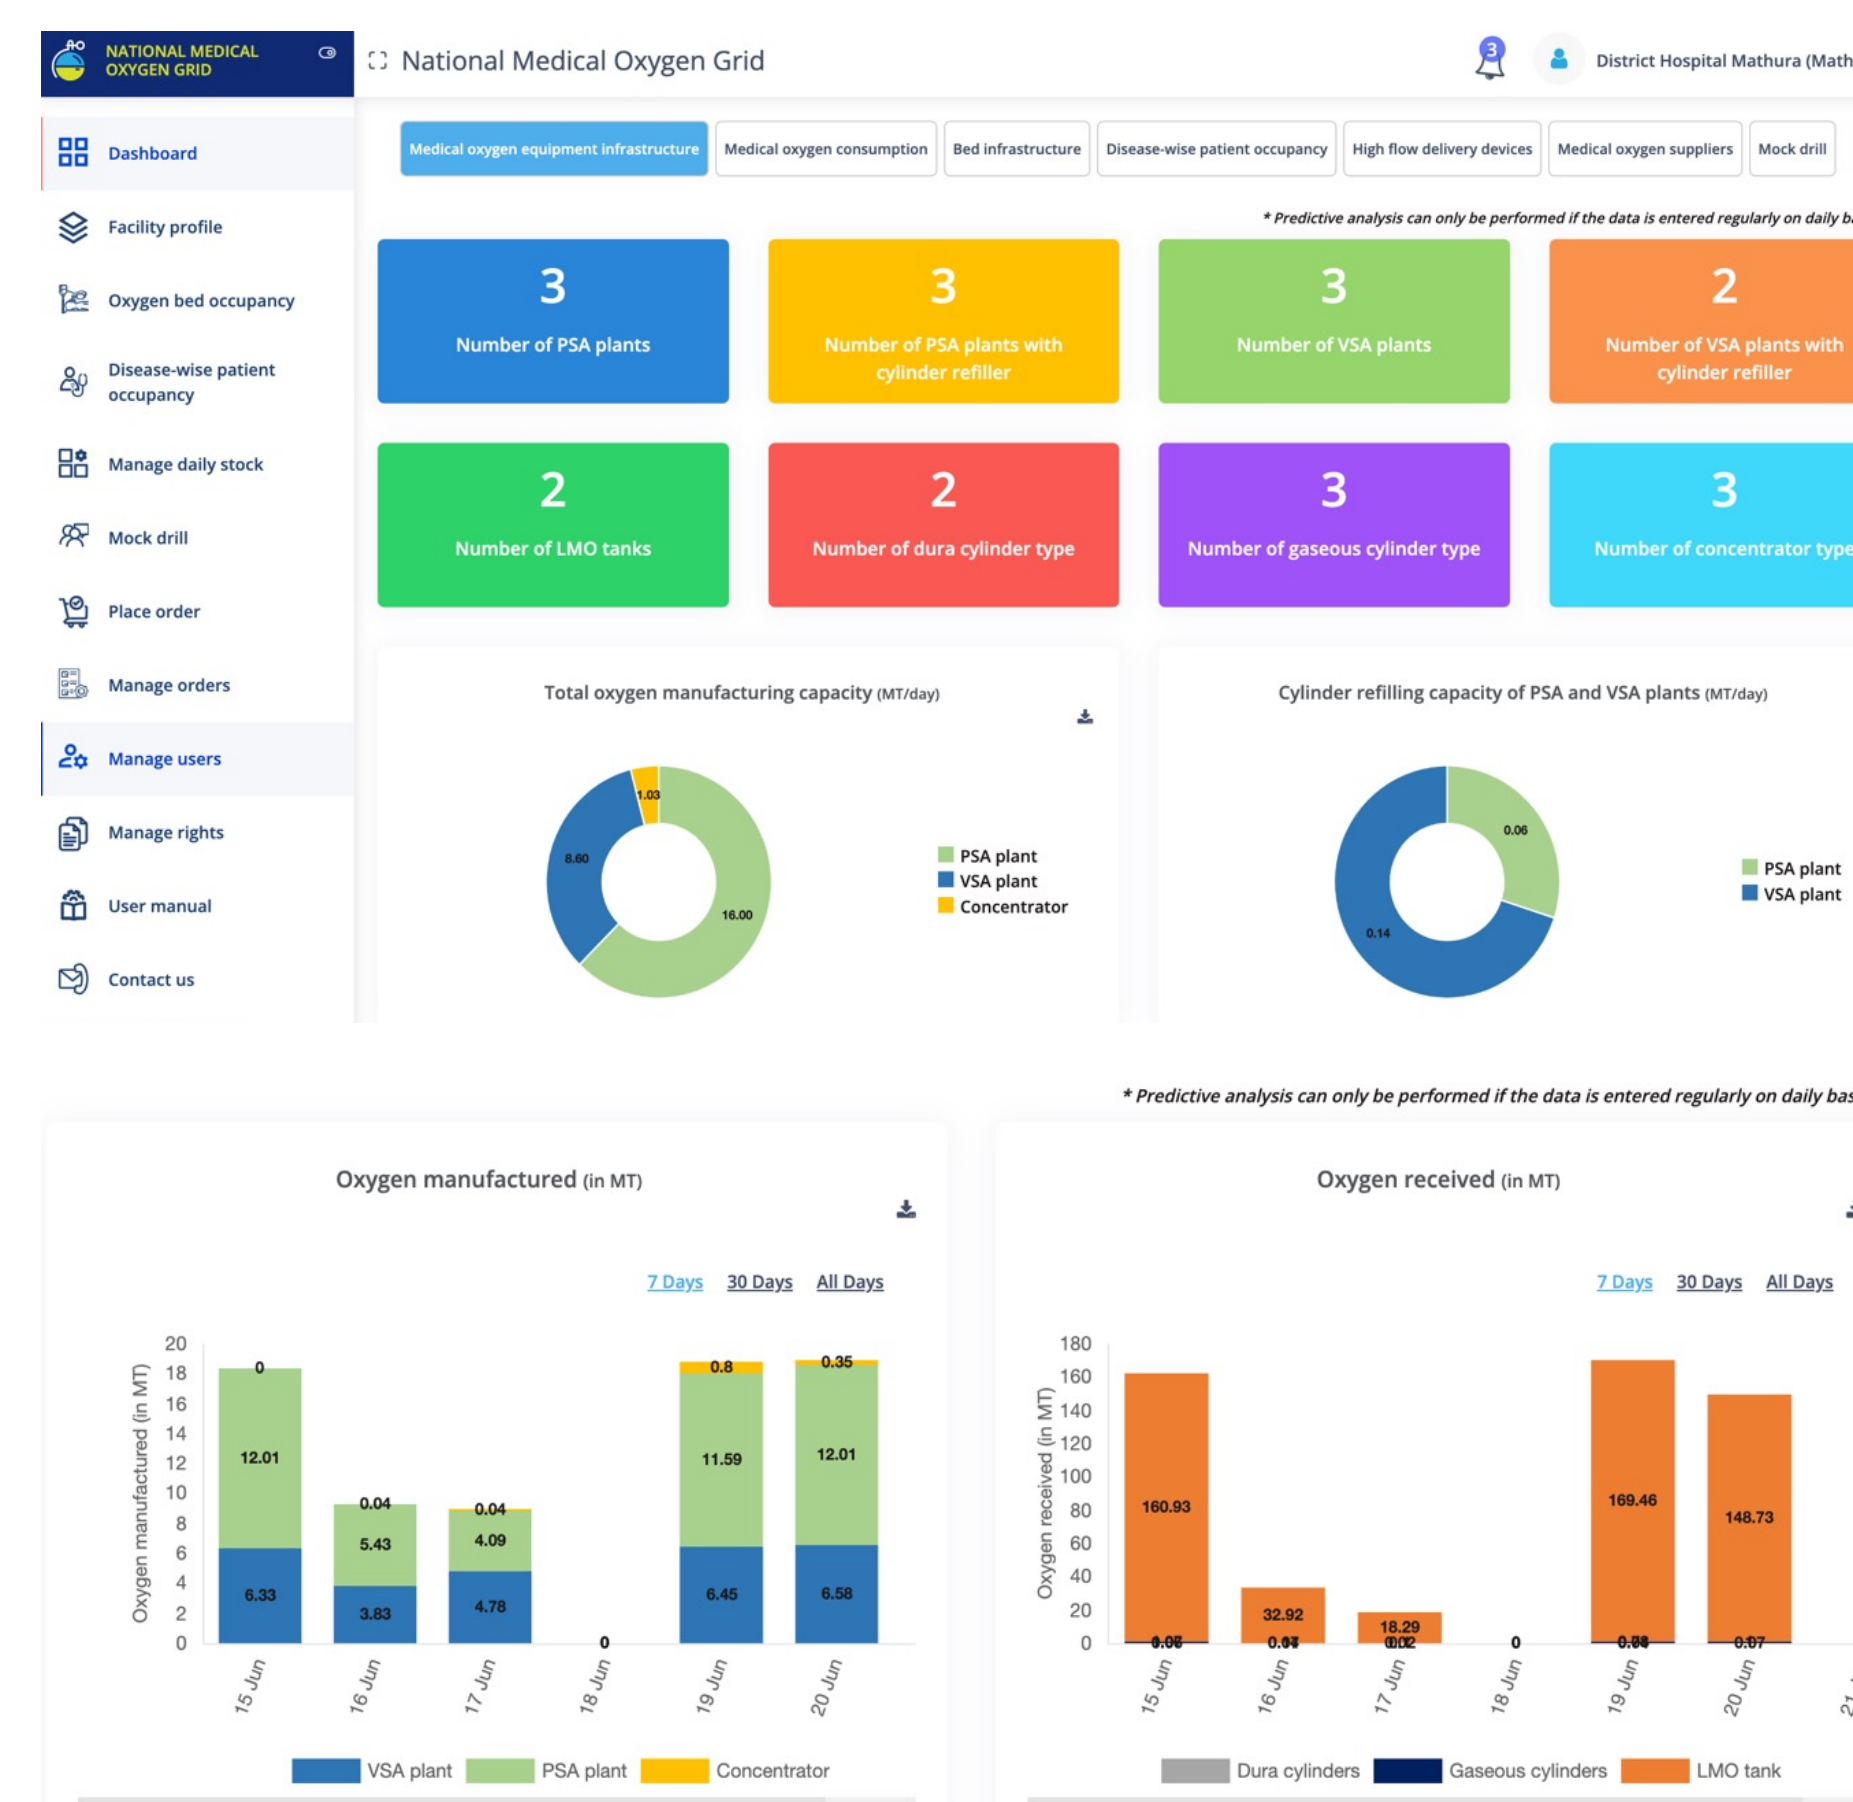 NATIONAL MEDICAL
OXYGEN GRID
National Medical Oxygen Grid
3
District Hospital Mathura (Math
Dashboard
Facility profile
Oxygen bed occupancy
Disease-wise patient
occupancy
Manage daily stock
Mock drill
Place order
Manage orders
Manage users
Manage rights
User manual
Contact us
Medical oxygen equipment infrastructure
Medical oxygen consumption
Bed infrastructure
Disease-wise patient occupancy
High flow delivery devices
Medical oxygen suppliers
Mock drill
* Predictive analysis can only be performed if the data is entered regularly on daily
3
Number of PSA plants
3
Number of PSA plants with
cylinder refiller
3
Number of VSA plants
2
Number of VSA plants with
cylinder refiller
2
Number of LMO tanks
2
Number of dura cylinder type
3
Number of gaseous cylinder type
3
Number of concentrator type
Total oxygen manufacturing capacity (MT/day)
1.03
8.60
16.00
PSA plant
VSA plant
Concentrator
Cylinder refilling capacity of PSA and VSA plants (MT/day)
0.06
0.14
PSA plant
VSA plant
* Predictive analysis can only be performed if the data is entered regularly on daily bas
Oxygen manufactured (in MT)
7 Days 30 Days All Days
Oxygen manufactured (in MT)
20
18
16
14
12
10
8
6
4
2
0
0
12.01
6.33
0.04
5.43
3.83
0.04
4.09
4.78
0
0.8
11.59
6.45
0.35
12.01
6.58
15 Jun
16 Jun
17 Jun
18 Jun
19 Jun
20 Jun
VSA plant PSA plant Concentrator
Oxygen received (in MT)
7 Days 30 Days All Days
Oxygen received (in MT)
180
160
140
120
100
80
60
40
20
0
160.93
32.92
18.29
0
169.46
148.73
15 Jun
16 Jun
17 Jun
18 Jun
19 Jun
20 Jun
21
Dura cylinders Gaseous cylinders LMO tank